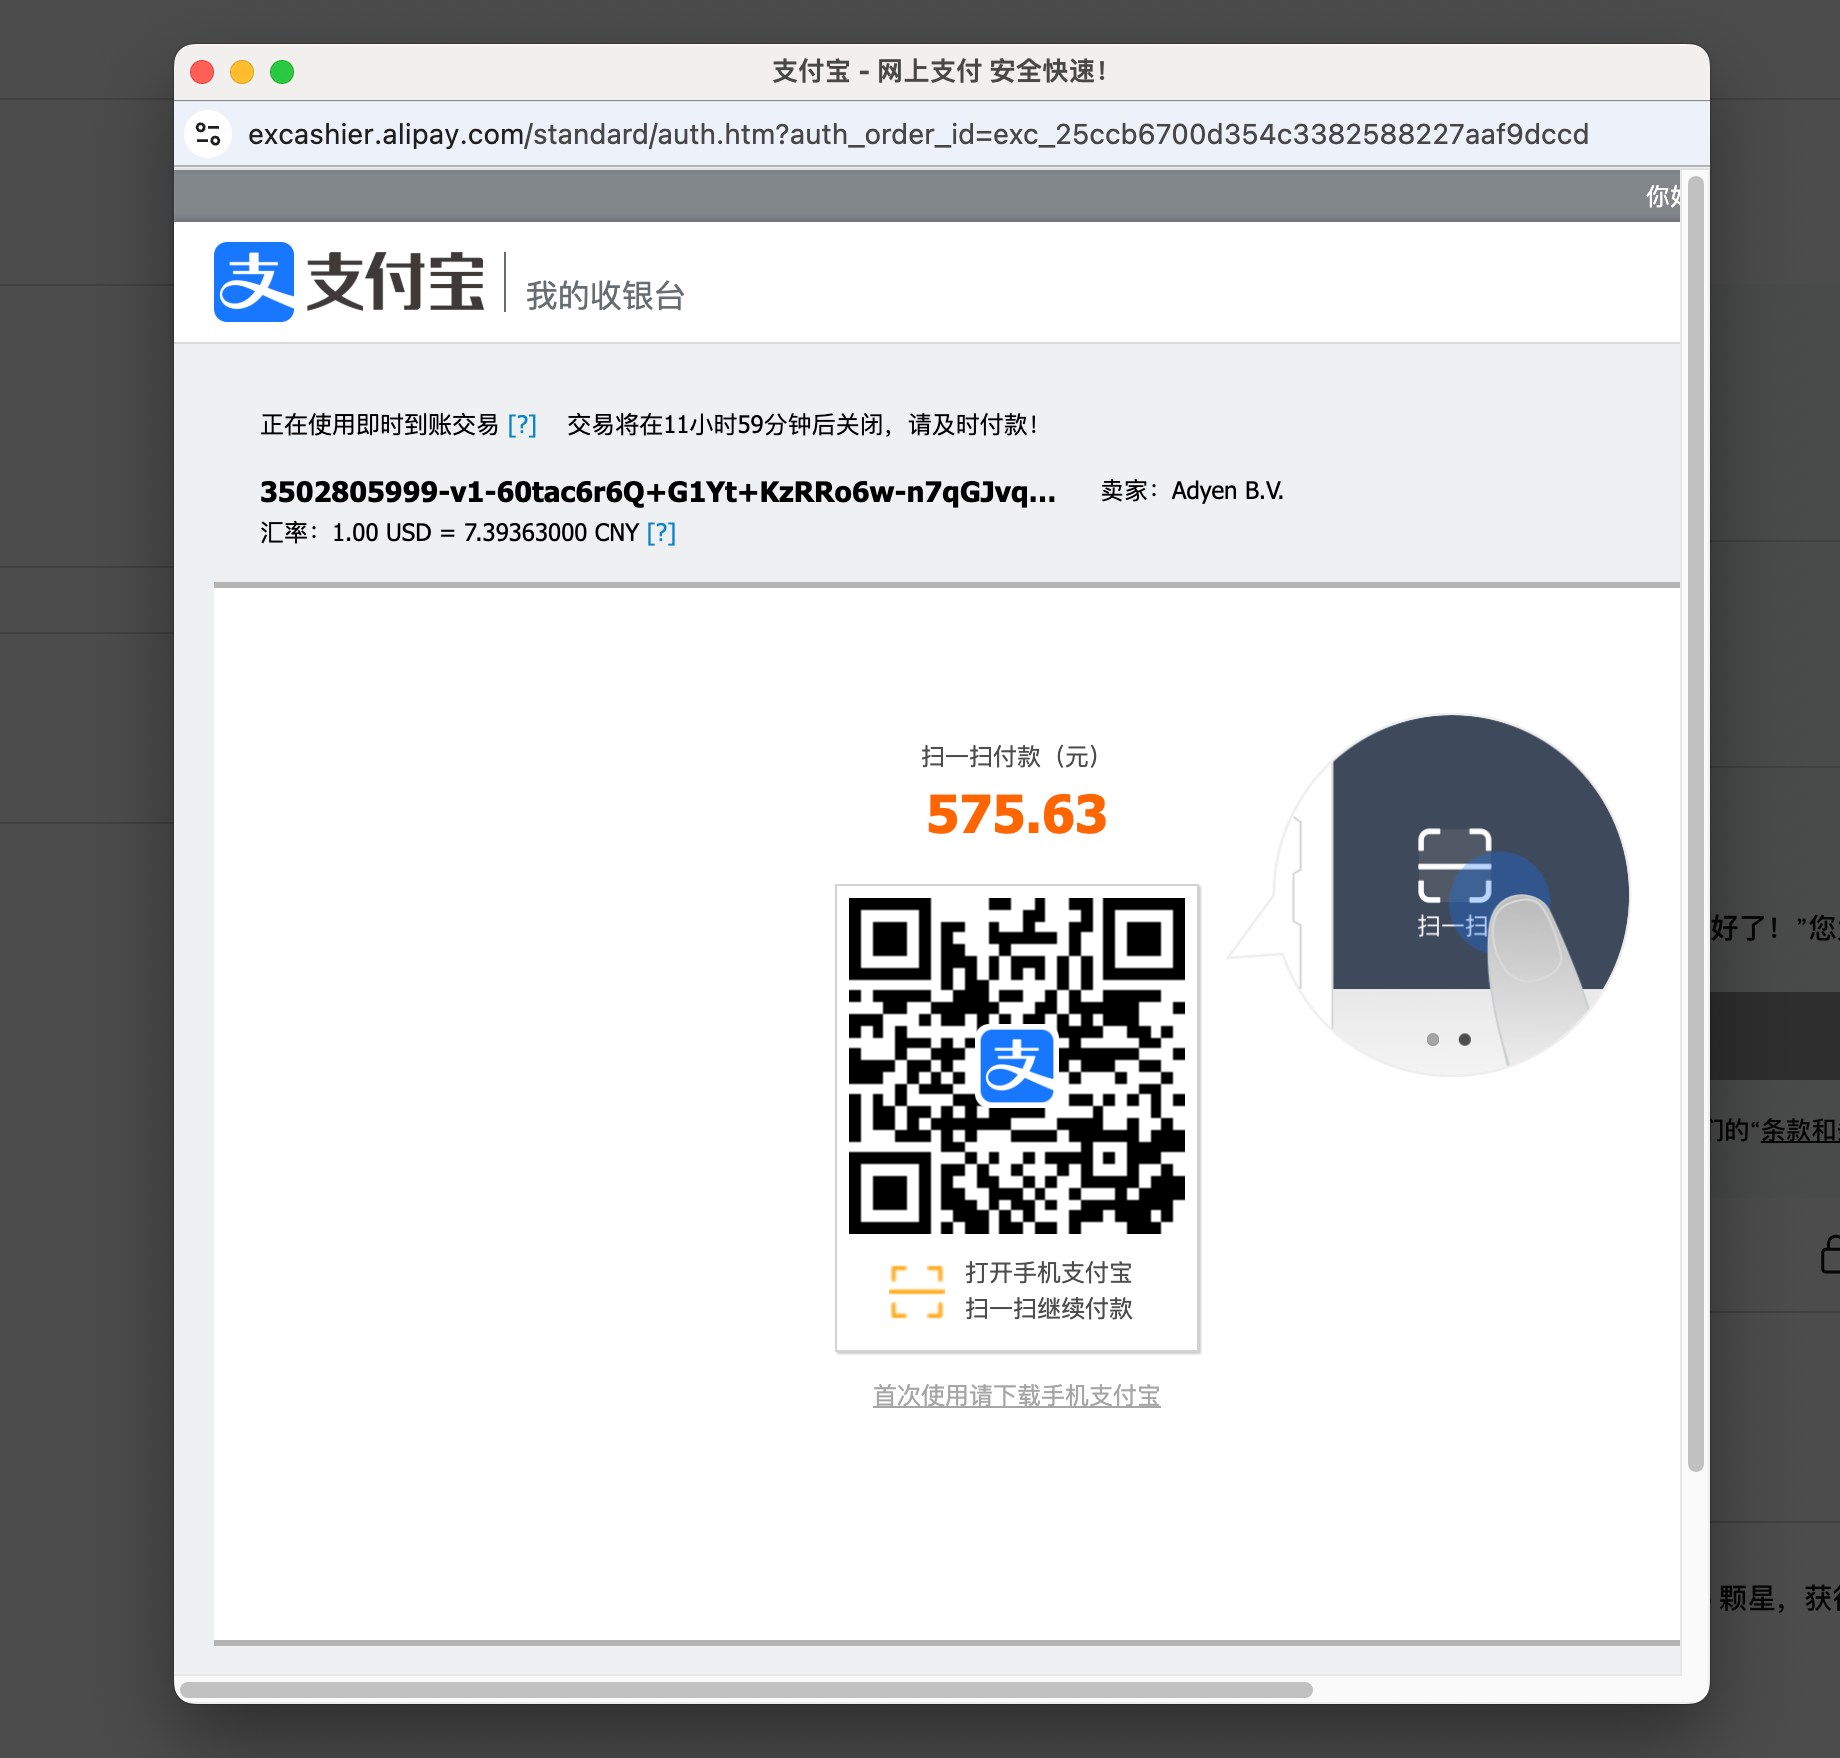 支付宝 - 网上支付 安全快速！
excashier.alipay.com/standard/auth.htm?auth_order_id=exc_25ccb6700d354c3382588227aaf9dccd
你
支付宝 我的收银台
正在使用即时到账交易 [?] 交易将在11小时59分钟后关闭，请及时付款！
3502805999-v1-60tac6r6Q+G1Yt+KzRRo6w-n7qGJvq... 卖家：Adyen B.V.
汇率：1.00 USD = 7.39363000 CNY [?]
扫一扫付款（元）
575.63
扫一扫
打开手机支付宝
扫一扫继续付款
首次使用请下载手机支付宝
好了！”您
的“条款和
颗星，获